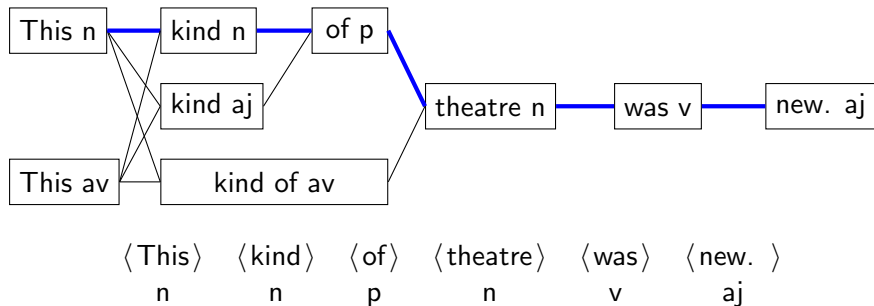 This n kind n of p
kind aj
theatre n was v new. aj
This av kind of av
⟨This⟩ ⟨kind⟩ ⟨of⟩ ⟨theatre⟩ ⟨was⟩ ⟨new. ⟩
n n p n v aj